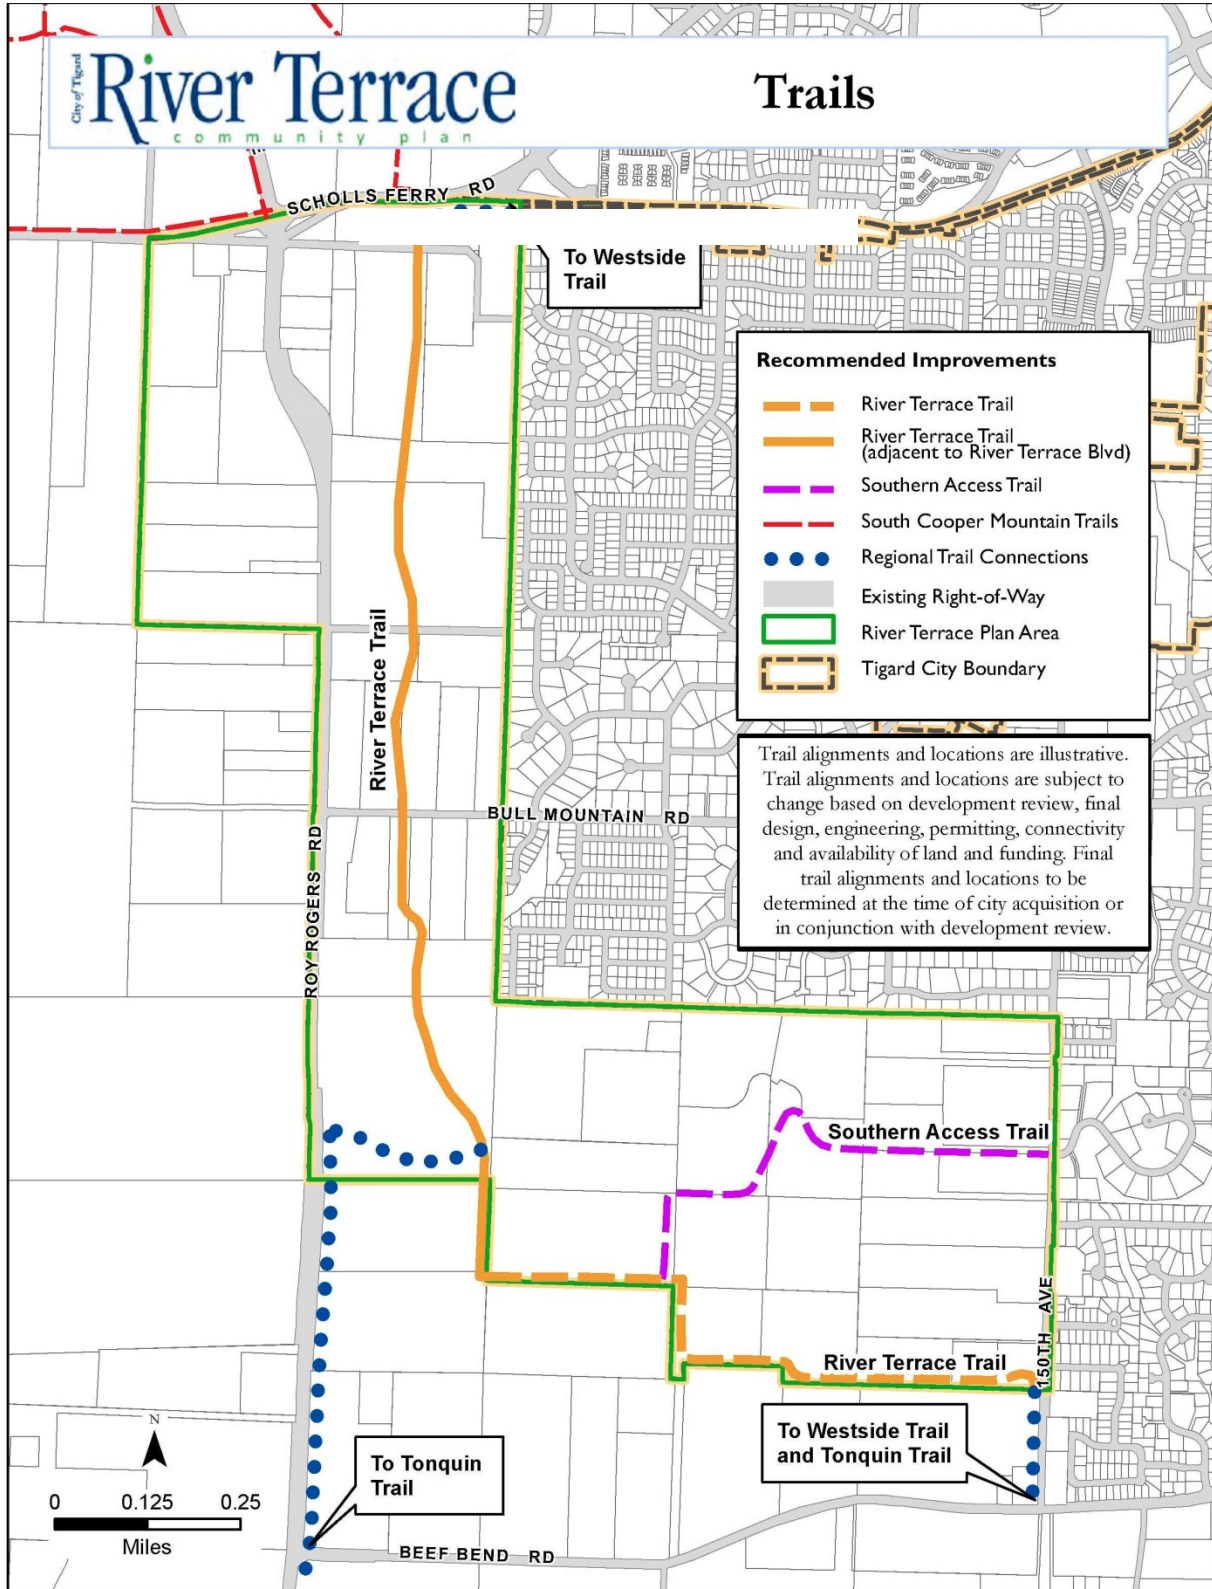 City of Tigard
River Terrace
community plan
Trails
SCHOLLS FERRY RD
To Westside
Trail
Recommended Improvements
River Terrace Trail
River Terrace Trail
(adjacent to River Terrace Blvd)
Southern Access Trail
South Cooper Mountain Trails
Regional Trail Connections
Existing Right-of-Way
River Terrace Plan Area
Tigard City Boundary
Trail alignments and locations are illustrative.
Trail alignments and locations are subject to
change based on development review, final
design, engineering, permitting, connectivity
and availability of land and funding. Final
trail alignments and locations to be
determined at the time of city acquisition or
in conjunction with development review.
River Terrace Trail
BULL MOUNTAIN RD
ROY ROGERS RD
Southern Access Trail
150TH AVE
River Terrace Trail
To Westside Trail
and Tonquin Trail
To Tonquin
Trail
N
0 0.125 0.25
Miles
BEEF BEND RD